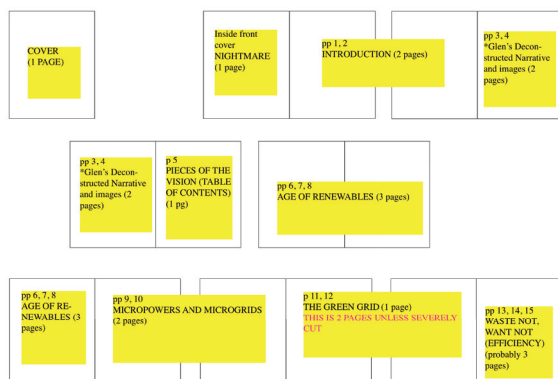 COVER
(1 PAGE)
Inside front
cover
NIGHTMARE
(1 page)
pp 1, 2
INTRODUCTION (2 pages)
pp 3, 4
*Glen's Decon-
structed Narrative
and images (2
pages)
pp 3, 4
*Glen's Decon-
structed Narrative
and images (2
pages)
p 5
PIECES OF THE
VISION (TABLE
OF CONTENTS)
(1 pg)
pp 6, 7, 8
AGE OF RENEWABLES (3 pages)
pp 6, 7, 8
AGE OF RE-
NEWABLES (3
pages)
pp 9, 10
MICROPOWERS AND MICROGRIDS
(2 pages)
p 11, 12
THE GREEN GRID (1 page)
THIS IS 2 PAGES UNLESS SEVERELY
CUT
pp 13, 14, 15
WASTE NOT,
WANT NOT
(EFFICIENCY)
(probably 3
pages)